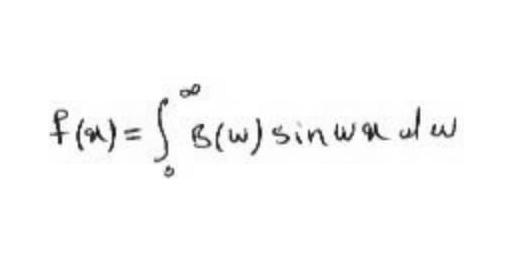 f(x) = ∫₀^∞ B(w) sin wx dw